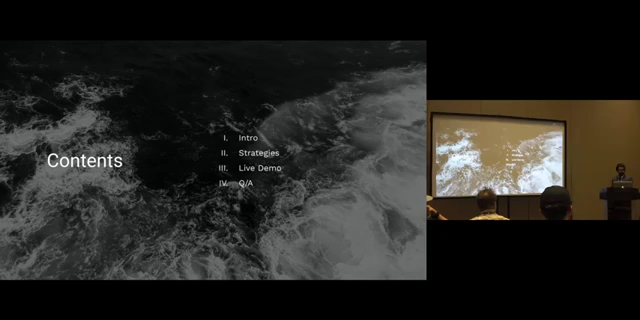 Contents
I. Intro
II. Strategies
III. Live Demo
IV. Q/A